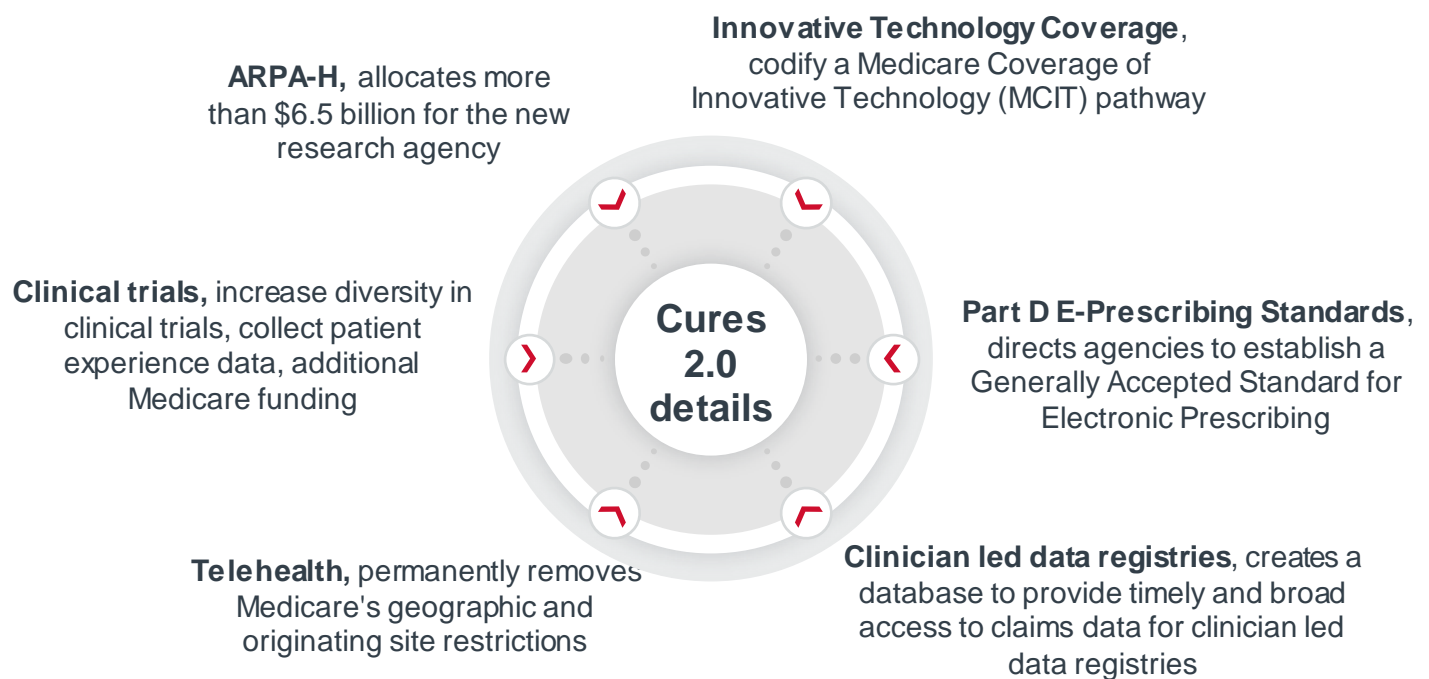 Innovative Technology Coverage,
codify a Medicare Coverage of
Innovative Technology (MCIT) pathway
ARPA-H, allocates more
than $6.5 billion for the new
research agency
Clinical trials, increase diversity in
clinical trials, collect patient
experience data, additional
Medicare funding
Cures
2.0
details
Part D E-Prescribing Standards,
directs agencies to establish a
Generally Accepted Standard for
Electronic Prescribing
Telehealth, permanently removes
Medicare's geographic and
originating site restrictions
Clinician led data registries, creates a
database to provide timely and broad
access to claims data for clinician led
data registries